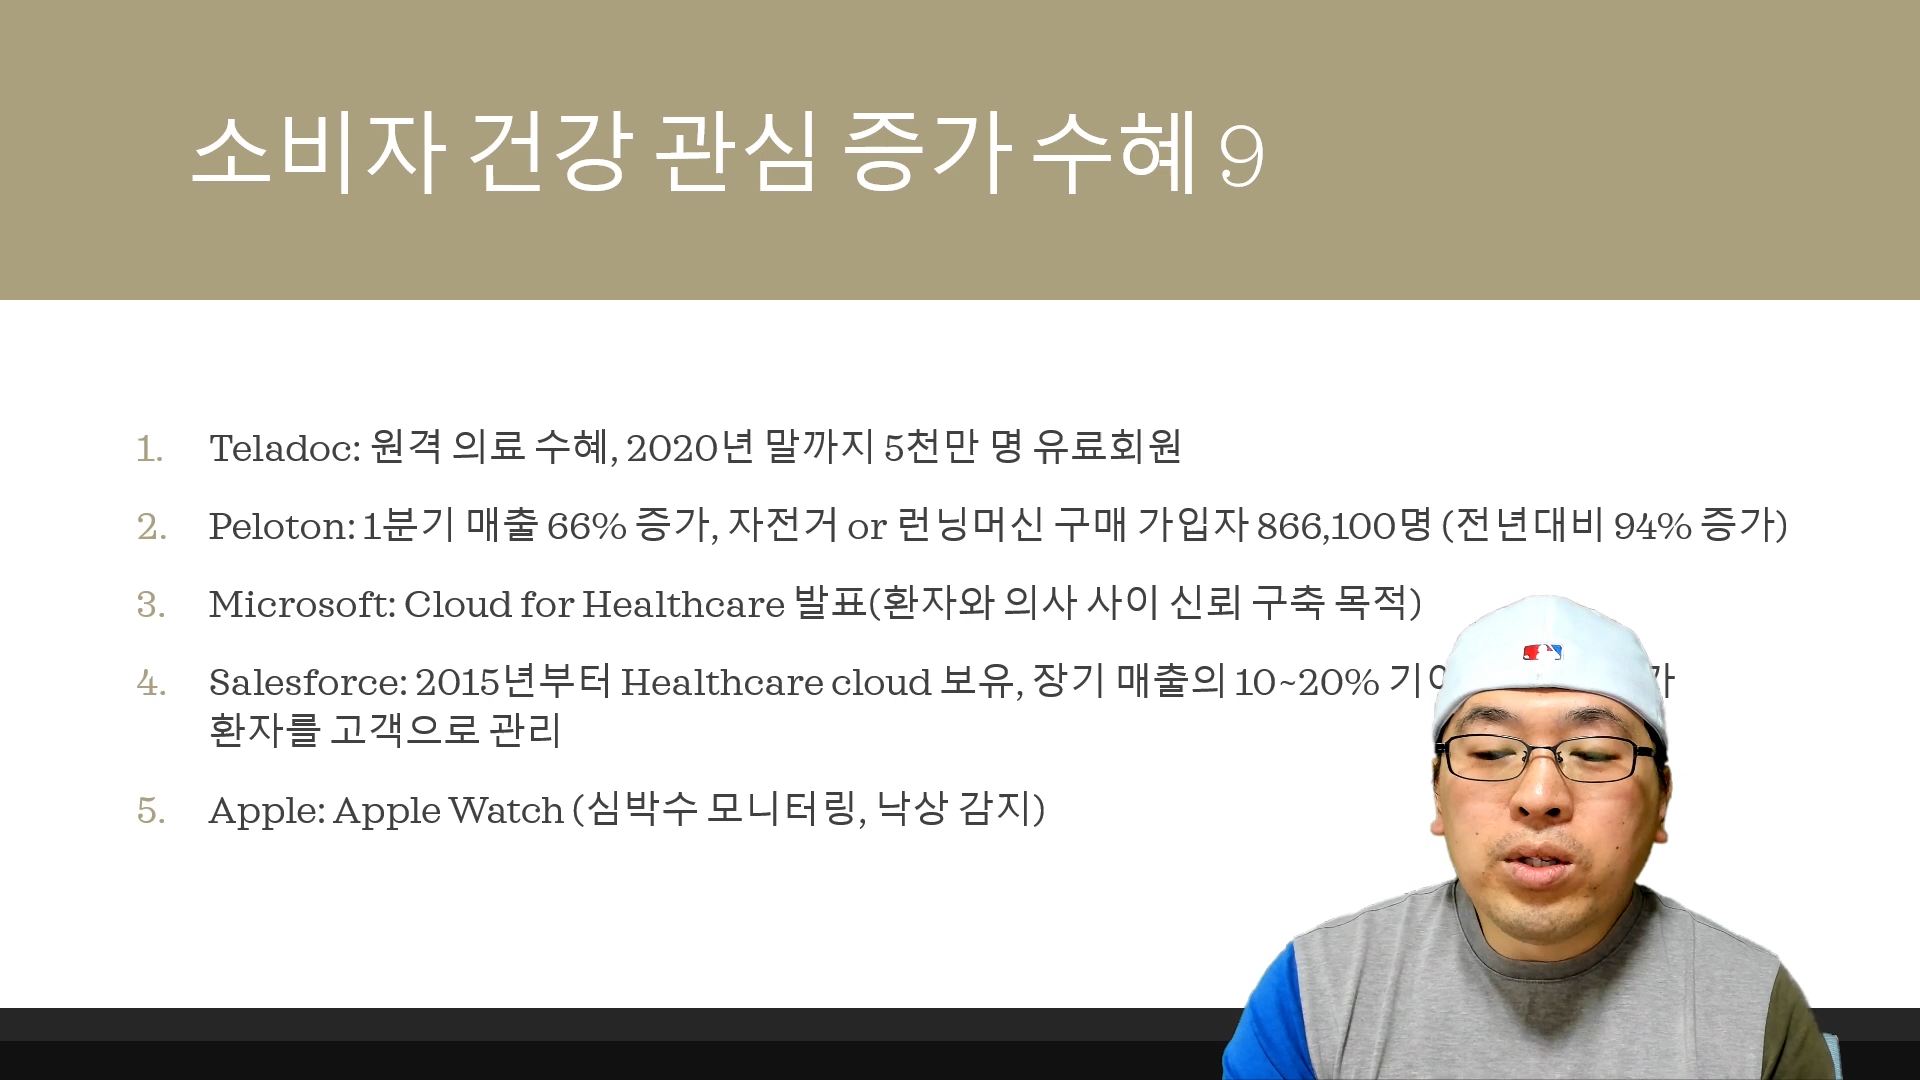 소비자 건강 관심 증가 수혜 9
1. Teladoc: 원격 의료 수혜, 2020년 말까지 5천만 명 유료회원
2. Peloton: 1분기 매출 66% 증가, 자전거 or 런닝머신 구매 가입자 866,100명 (전년대비 94% 증가)
3. Microsoft: Cloud for Healthcare 발표(환자와 의사 사이 신뢰 구축 목적)
4. Salesforce: 2015년부터 Healthcare cloud 보유, 장기 매출의 10~20%
환자를 고객으로 관리
5. Apple: Apple Watch (심박수 모니터링, 낙상 감지)